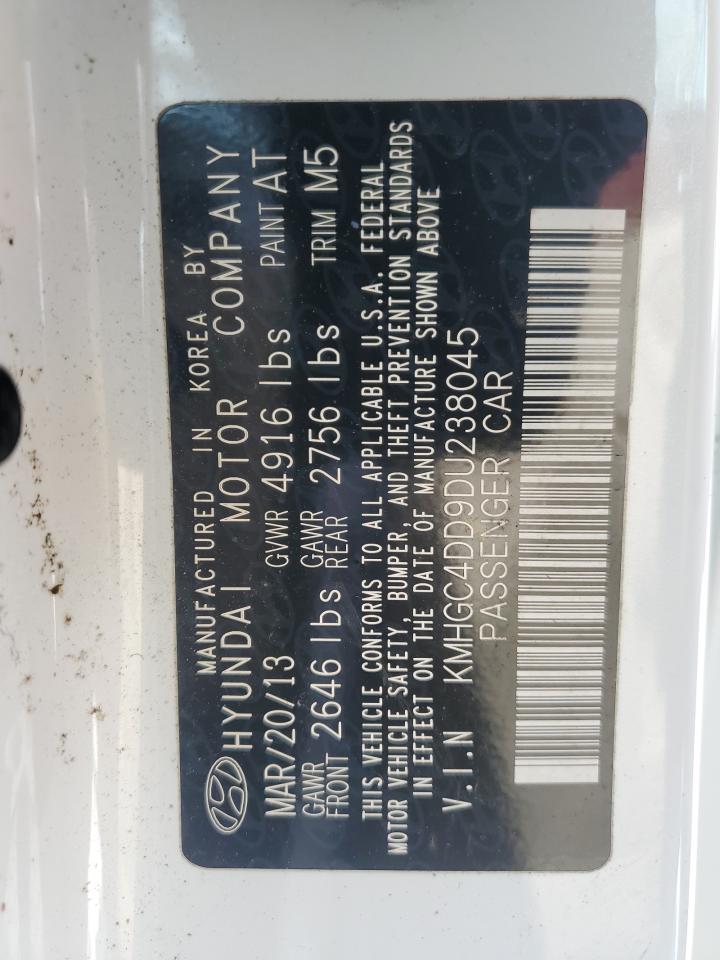 MANUFACTURED IN KOREA BY
HYUNDAI MOTOR COMPANY
MAR/20/13 GVWR 4916 lbs PAINT AT
GAWR FRONT 2646 lbs GAWR REAR 2756 lbs TRIM M5
THIS VEHICLE CONFORMS TO ALL APPLICABLE U.S.A. FEDERAL
MOTOR VEHICLE SAFETY, BUMPER, AND THEFT PREVENTION STANDARDS
IN EFFECT ON THE DATE OF MANUFACTURE SHOWN ABOVE
V.I.N KMHGC4DD9DU238045
PASSENGER CAR